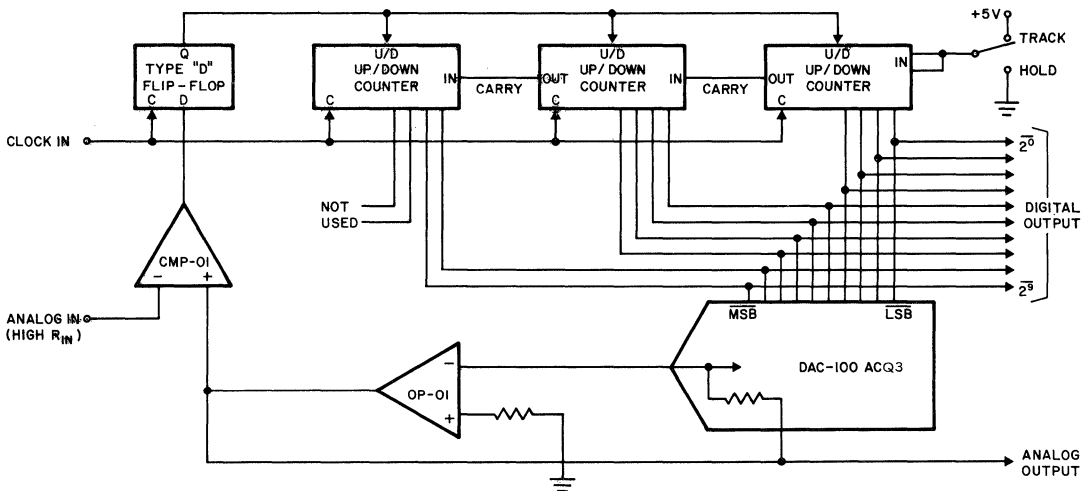 +5V
TRACK
HOLD
Q
TYPE "D"
FLIP-FLOP
C D
U/D
UP/DOWN
COUNTER
IN
C
CARRY
U/D
OUT UP/DOWN
COUNTER
IN
C
CARRY
U/D
OUT UP/DOWN
COUNTER
IN
C
CLOCK IN
2⁰
NOT
USED
DIGITAL
OUTPUT
CMP-01
- +
2⁹
ANALOG IN
(HIGH RIN)
MSB
LSB
DAC-100 ACQ3
-
OP-01
+
ANALOG
OUTPUT